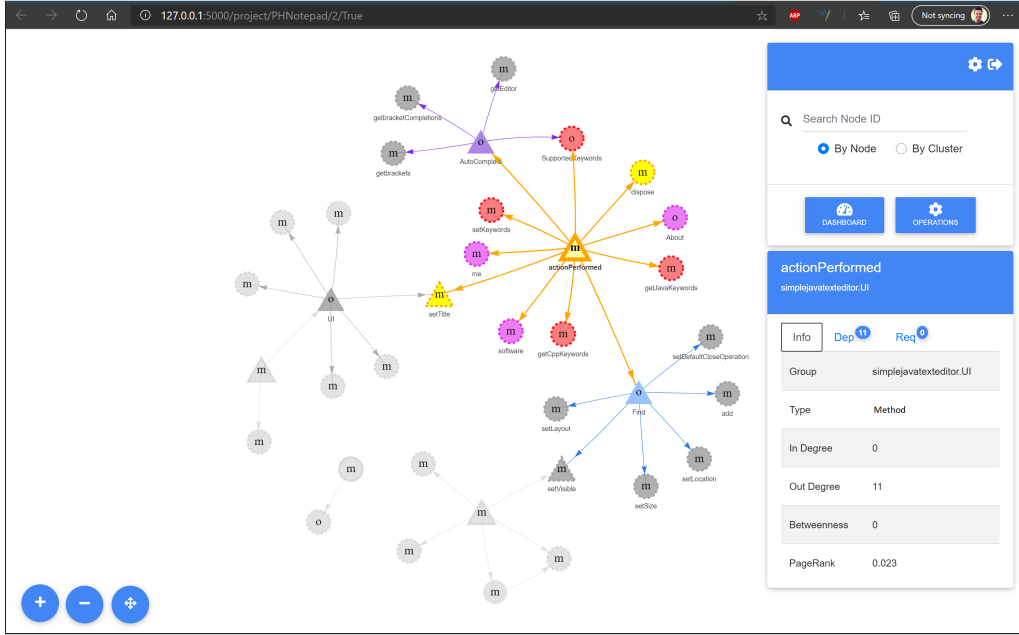 127.0.0.1:5000/project/PHNotepad/2/True
ABP
Not syncing
Search Node ID
By Node
By Cluster
DASHBOARD
OPERATIONS
actionPerformed
simplejavatexteditor.UI
Info
Dep 11
Req 0
Group simplejavatexteditor.UI
Type Method
In Degree 0
Out Degree 11
Betweenness 0
PageRank 0.023
m
getEditor
m
getbracketCompletions
m
getbrackets
o
AutoComplete
o
SupportedKeywords
m
dispose
m
setKeywords
o
About
m
me
m
actionPerformed
m
getJavaKeywords
m
setTitle
m
software
m
getCppKeywords
m
m
m
o
UI
m
m
m
m
m
setDefaultCloseOperation
o
Find
m
add
m
setLayout
m
setLocation
m
setVisible
m
setSize
m
o
m
m
m
m
m
+
−